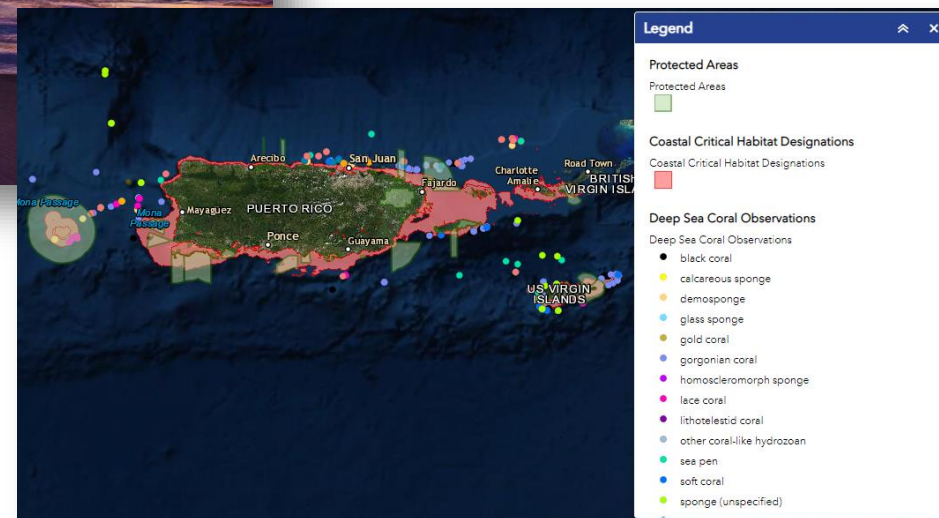 Legend
Protected Areas
Protected Areas
Coastal Critical Habitat Designations
Coastal Critical Habitat Designations
Deep Sea Coral Observations
Deep Sea Coral Observations
black coral
calcareous sponge
demosponge
glass sponge
gold coral
gorgonian coral
homoscleromorph sponge
lace coral
lithotelestid coral
other coral-like hydrozoan
sea pen
soft coral
sponge (unspecified)
Arecibo
San Juan
Fajardo
Charlotte
Amalie
Road Town
BRITISH
VIRGIN ISL
Mona Passage
Mona
Passage
Mayaguez
PUERTO RICO
Ponce
Guayama
US VIRGIN
ISLANDS